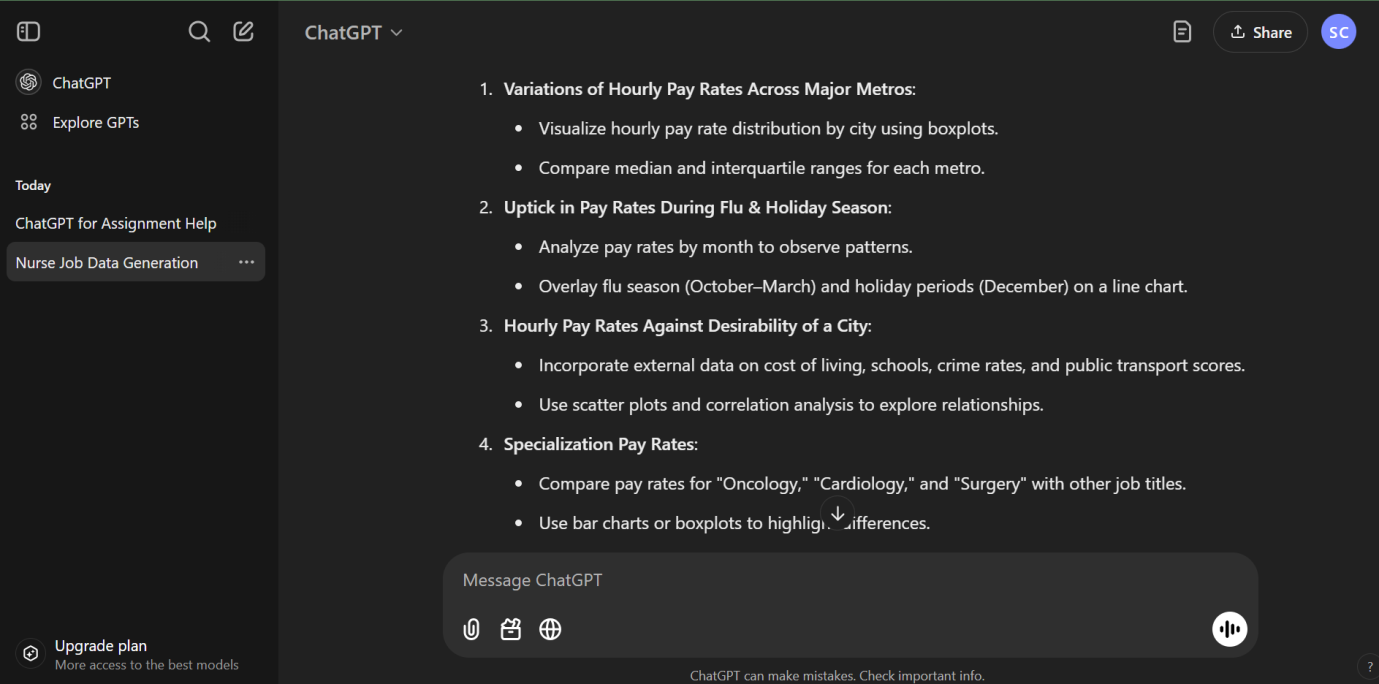 ChatGPT
Share
SC
ChatGPT
Explore GPTs
Today
ChatGPT for Assignment Help
Nurse Job Data Generation
1. Variations of Hourly Pay Rates Across Major Metros:
• Visualize hourly pay rate distribution by city using boxplots.
• Compare median and interquartile ranges for each metro.
2. Uptick in Pay Rates During Flu & Holiday Season:
• Analyze pay rates by month to observe patterns.
• Overlay flu season (October–March) and holiday periods (December) on a line chart.
3. Hourly Pay Rates Against Desirability of a City:
• Incorporate external data on cost of living, schools, crime rates, and public transport scores.
• Use scatter plots and correlation analysis to explore relationships.
4. Specialization Pay Rates:
• Compare pay rates for "Oncology," "Cardiology," and "Surgery" with other job titles.
• Use bar charts or boxplots to highlight differences.
Message ChatGPT
Upgrade plan
More access to the best models
ChatGPT can make mistakes. Check important info.
?